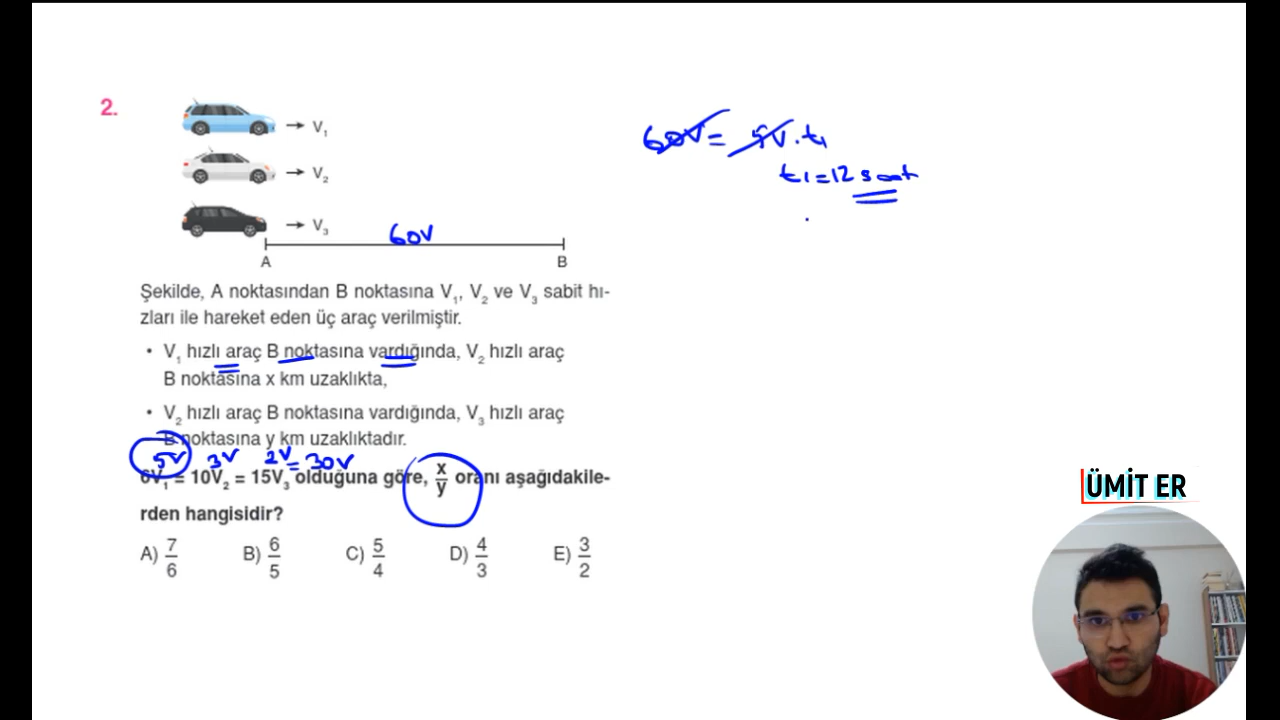 2.
→ V₁
→ V₂
→ V₃
60V
A B
60V = 5V.t₁
t₁ = 12 saat
Şekilde, A noktasından B noktasına V₁, V₂ ve V₃ sabit hı-
zları ile hareket eden üç araç verilmiştir.
• V₁ hızlı araç B noktasına vardığında, V₂ hızlı araç
B noktasına x km uzaklıkta,
• V₂ hızlı araç B noktasına vardığında, V₃ hızlı araç
B noktasına y km uzaklıktadır.
5V 3V 2V = 30V
6V₁ = 10V₂ = 15V₃ olduğuna göre, x/y oranı aşağıdakile-
rden hangisidir?
A) 7/6 B) 6/5 C) 5/4 D) 4/3 E) 3/2
ÜMİT ER